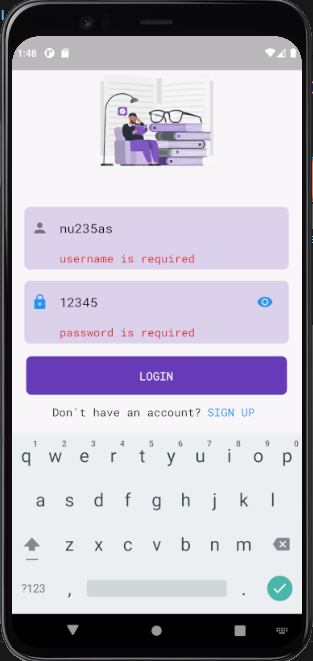 1:48
nu235as
username is required
12345
password is required
LOGIN
Don't have an account? SIGN UP
1 2 3 4 5 6 7 8 9 0
q w e r t y u i o p
a s d f g h j k l
z x c v b n m
?123 , .